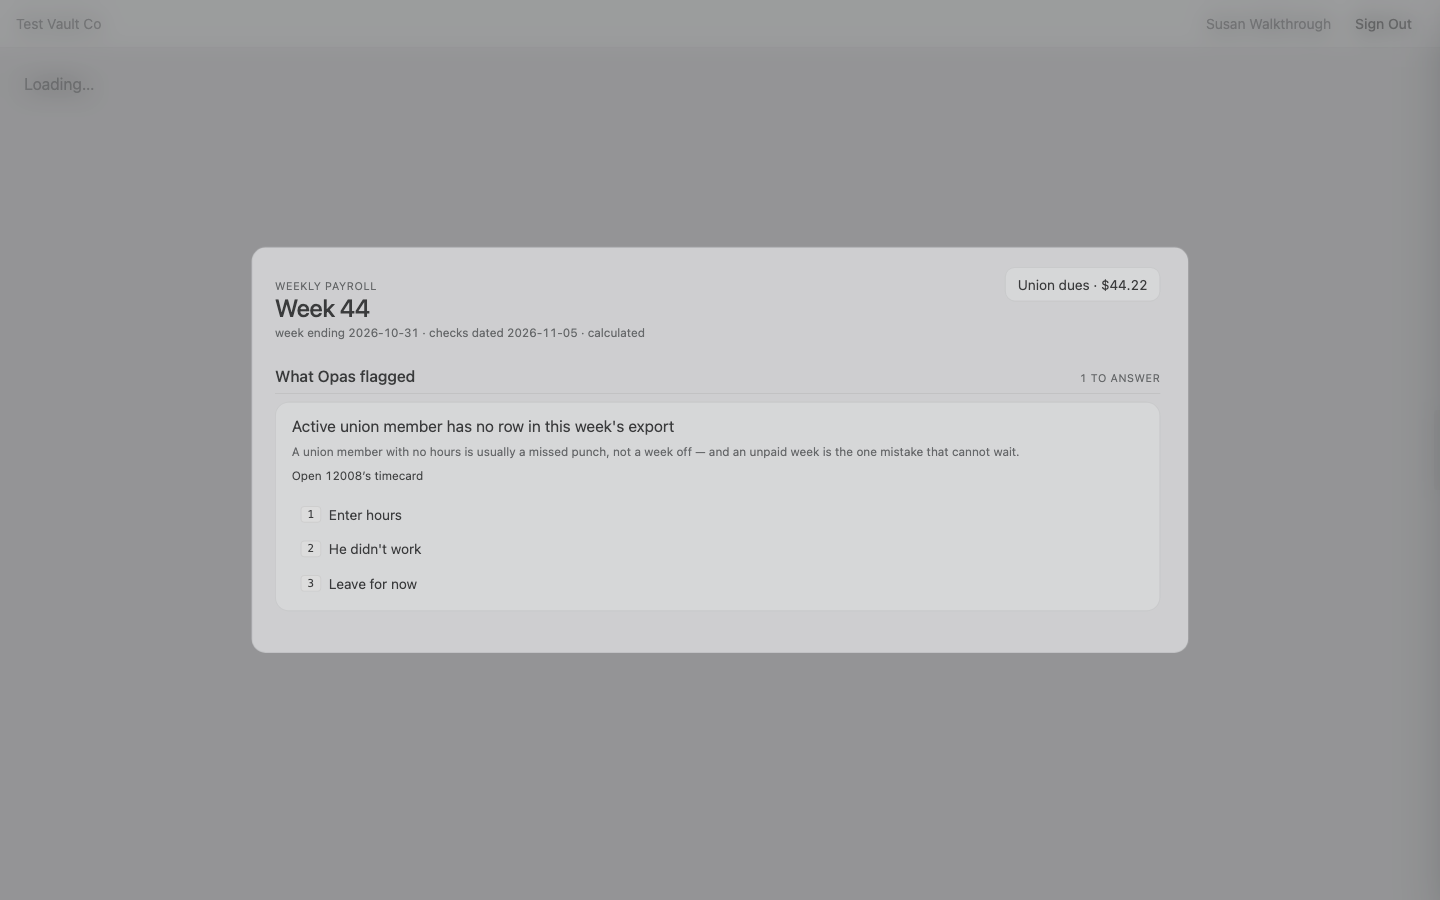 Test Vault Co
Susan Walkthrough
Sign Out
Loading...
WEEKLY PAYROLL
Week 44
week ending 2026-10-31 · checks dated 2026-11-05 · calculated
Union dues · $44.22
What Opas flagged
1 TO ANSWER
Active union member has no row in this week's export
A union member with no hours is usually a missed punch, not a week off — and an unpaid week is the one mistake that cannot wait.
Open 12008's timecard
1 Enter hours
2 He didn't work
3 Leave for now